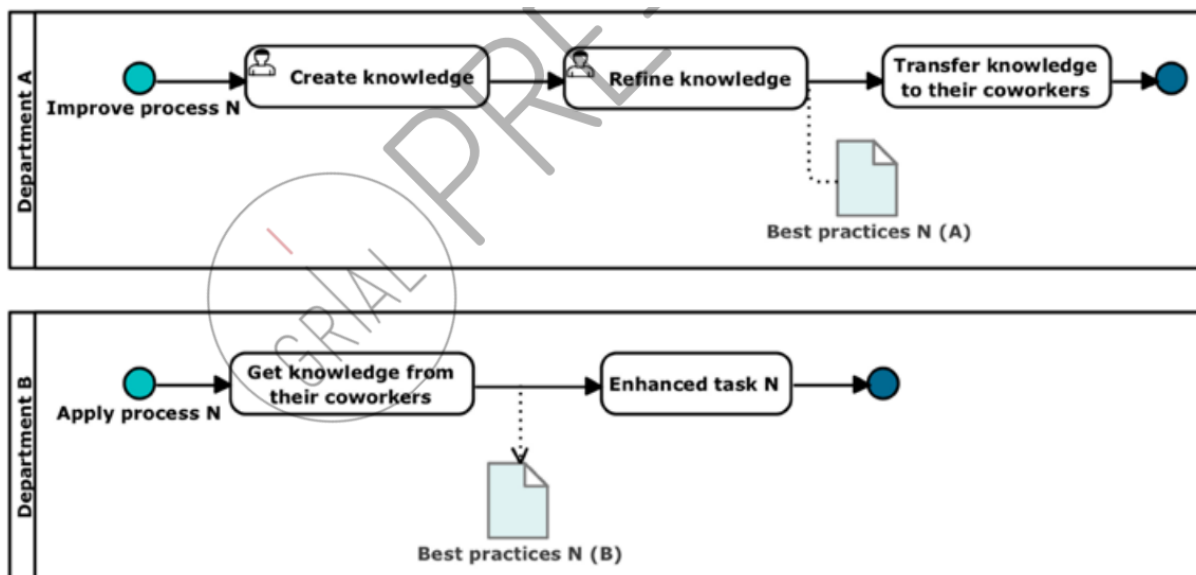 Department A
Improve process N
Create knowledge
Refine knowledge
Transfer knowledge
to their coworkers
Best practices N (A)
GRIAL
Department B
Apply process N
Get knowledge from
their coworkers
Enhanced task N
Best practices N (B)